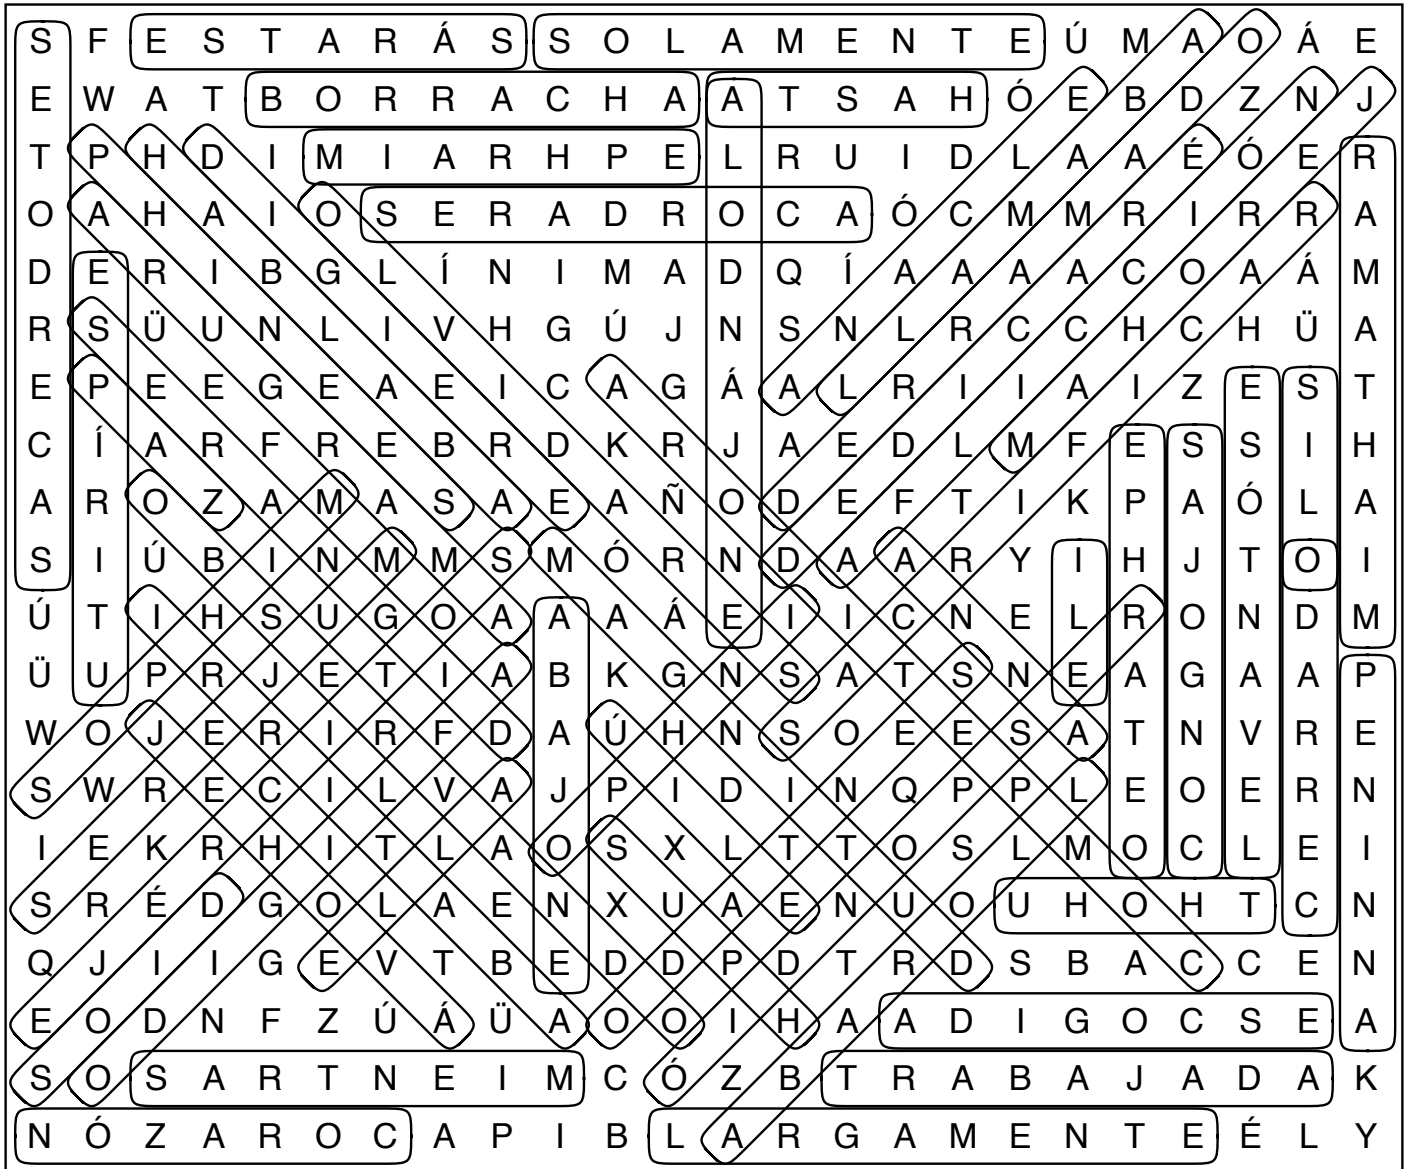 S F E S T A R Á S S O L A M E N T E Ú M A O Á E
E W A T B O R R A C H A A T S A H Ó E B D Z N J
T P H D I M I A R H P E L R U I D L A A É Ó E R
O A H A I O S E R A D R O C A Ó C M M R I R R A
D E R I B G L Í N I M A D Q Í A A A A C O A Á M
R S Ü U N L I V H G Ú J N S N L R C C H C H Ü A
E P E E G E A E I C A G Á A L R I I A I Z E S T
C Í A R F R E B R D K R J A E D L M F E S S I H
A R O Z A M A S A E A Ñ O D E F T I K P A Ó L A
S I Ú B I N M M S M Ó R N D A A R Y I H J T O I
Ú T I H S U G O A A A Á E I I C N E L R O N D M
Ü U P R J E T I A B K G N S A T S N E A G A A P
W O J E R I R F D A Ú H N S O E E S A T N V R E
S W R E C I L V A J P I D I N Q P P L E O E R N
I E K R H I T L A O S X L T T O S L M O C L E I
S R É D G O L A E N X U A E N U O U H O H T C N
Q J I I G E V T B E D D P D T R D S B A C C E N
E O D N F Z Ú Á Ü A O O I H A A D I G O C S E A
S O S A R T N E I M C Ó Z B T R A B A J A D A K
N Ó Z A R O C A P I B L A R G A M E N T E É L Y